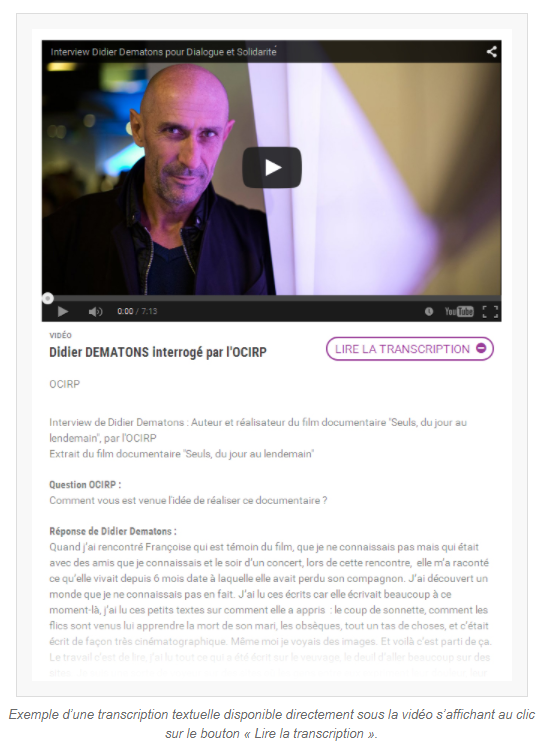 Interview Didier Dematons pour Dialogue et Solidarité
0:00 / 7:13
YouTube
VIDÉO
Didier DEMATONS interrogé par l'OCIRP
LIRE LA TRANSCRIPTION
OCIRP
Interview de Didier Dematons : Auteur et réalisateur du film documentaire "Seuls, du jour au
lendemain", par l'OCIRP
Extrait du film documentaire "Seuls, du jour au lendemain"
Question OCIRP :
Comment vous est venue l'idée de réaliser ce documentaire ?
Réponse de Didier Dematons :
Quand j'ai rencontré Françoise qui est témoin du film, que je ne connaissais pas mais qui était
avec des amis que je connaissais et le soir d'un concert, lors de cette rencontre, elle m'a raconté
ce qu'elle vivait depuis 6 mois date à laquelle elle avait perdu son compagnon. J'ai découvert un
monde que je ne connaissais pas en fait. J'ai lu ces écrits car elle écrivait beaucoup à ce
moment-là, j'ai lu ces petits textes sur comment elle a appris : le coup de sonnette, comment les
flics sont venus lui apprendre la mort de son mari, les obsèques, tout un tas de choses, et c'était
écrit de façon très cinématographique. Même moi je voyais des images. Et voilà c'est parti de ça.
Le travail c'est de lire, j'ai lu tout ce qui a été écrit sur le veuvage, le deuil d'aller beaucoup sur des
Exemple d'une transcription textuelle disponible directement sous la vidéo s'affichant au clic
sur le bouton « Lire la transcription ».